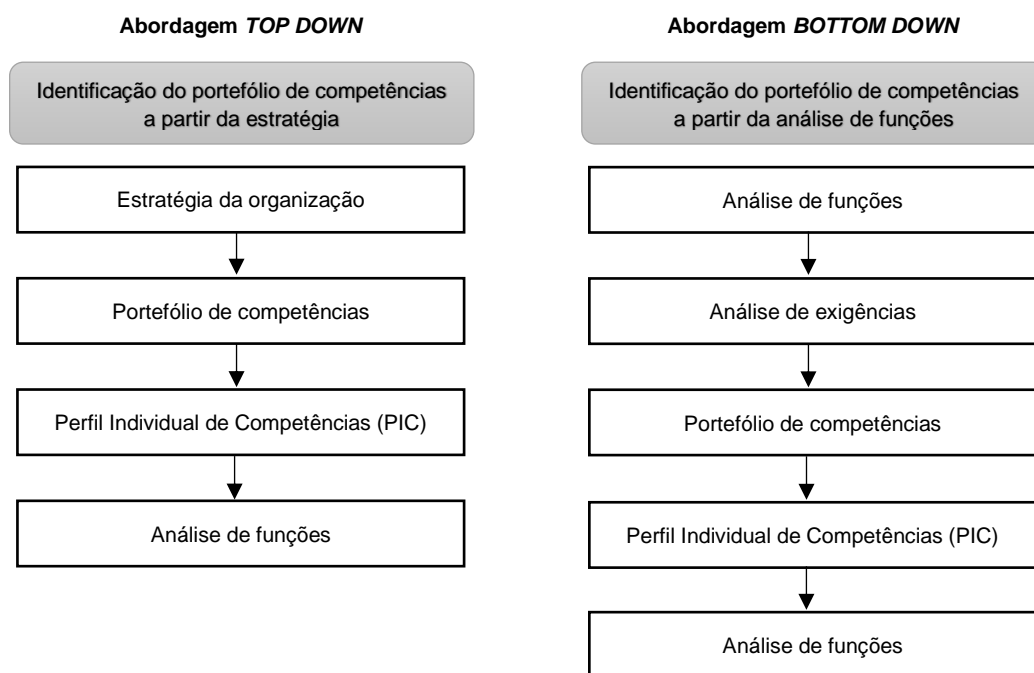 Abordagem TOP DOWN
Identificação do portefólio de competências
a partir da estratégia
Estratégia da organização
Portefólio de competências
Perfil Individual de Competências (PIC)
Análise de funções
Abordagem BOTTOM DOWN
Identificação do portefólio de competências
a partir da análise de funções
Análise de funções
Análise de exigências
Portefólio de competências
Perfil Individual de Competências (PIC)
Análise de funções